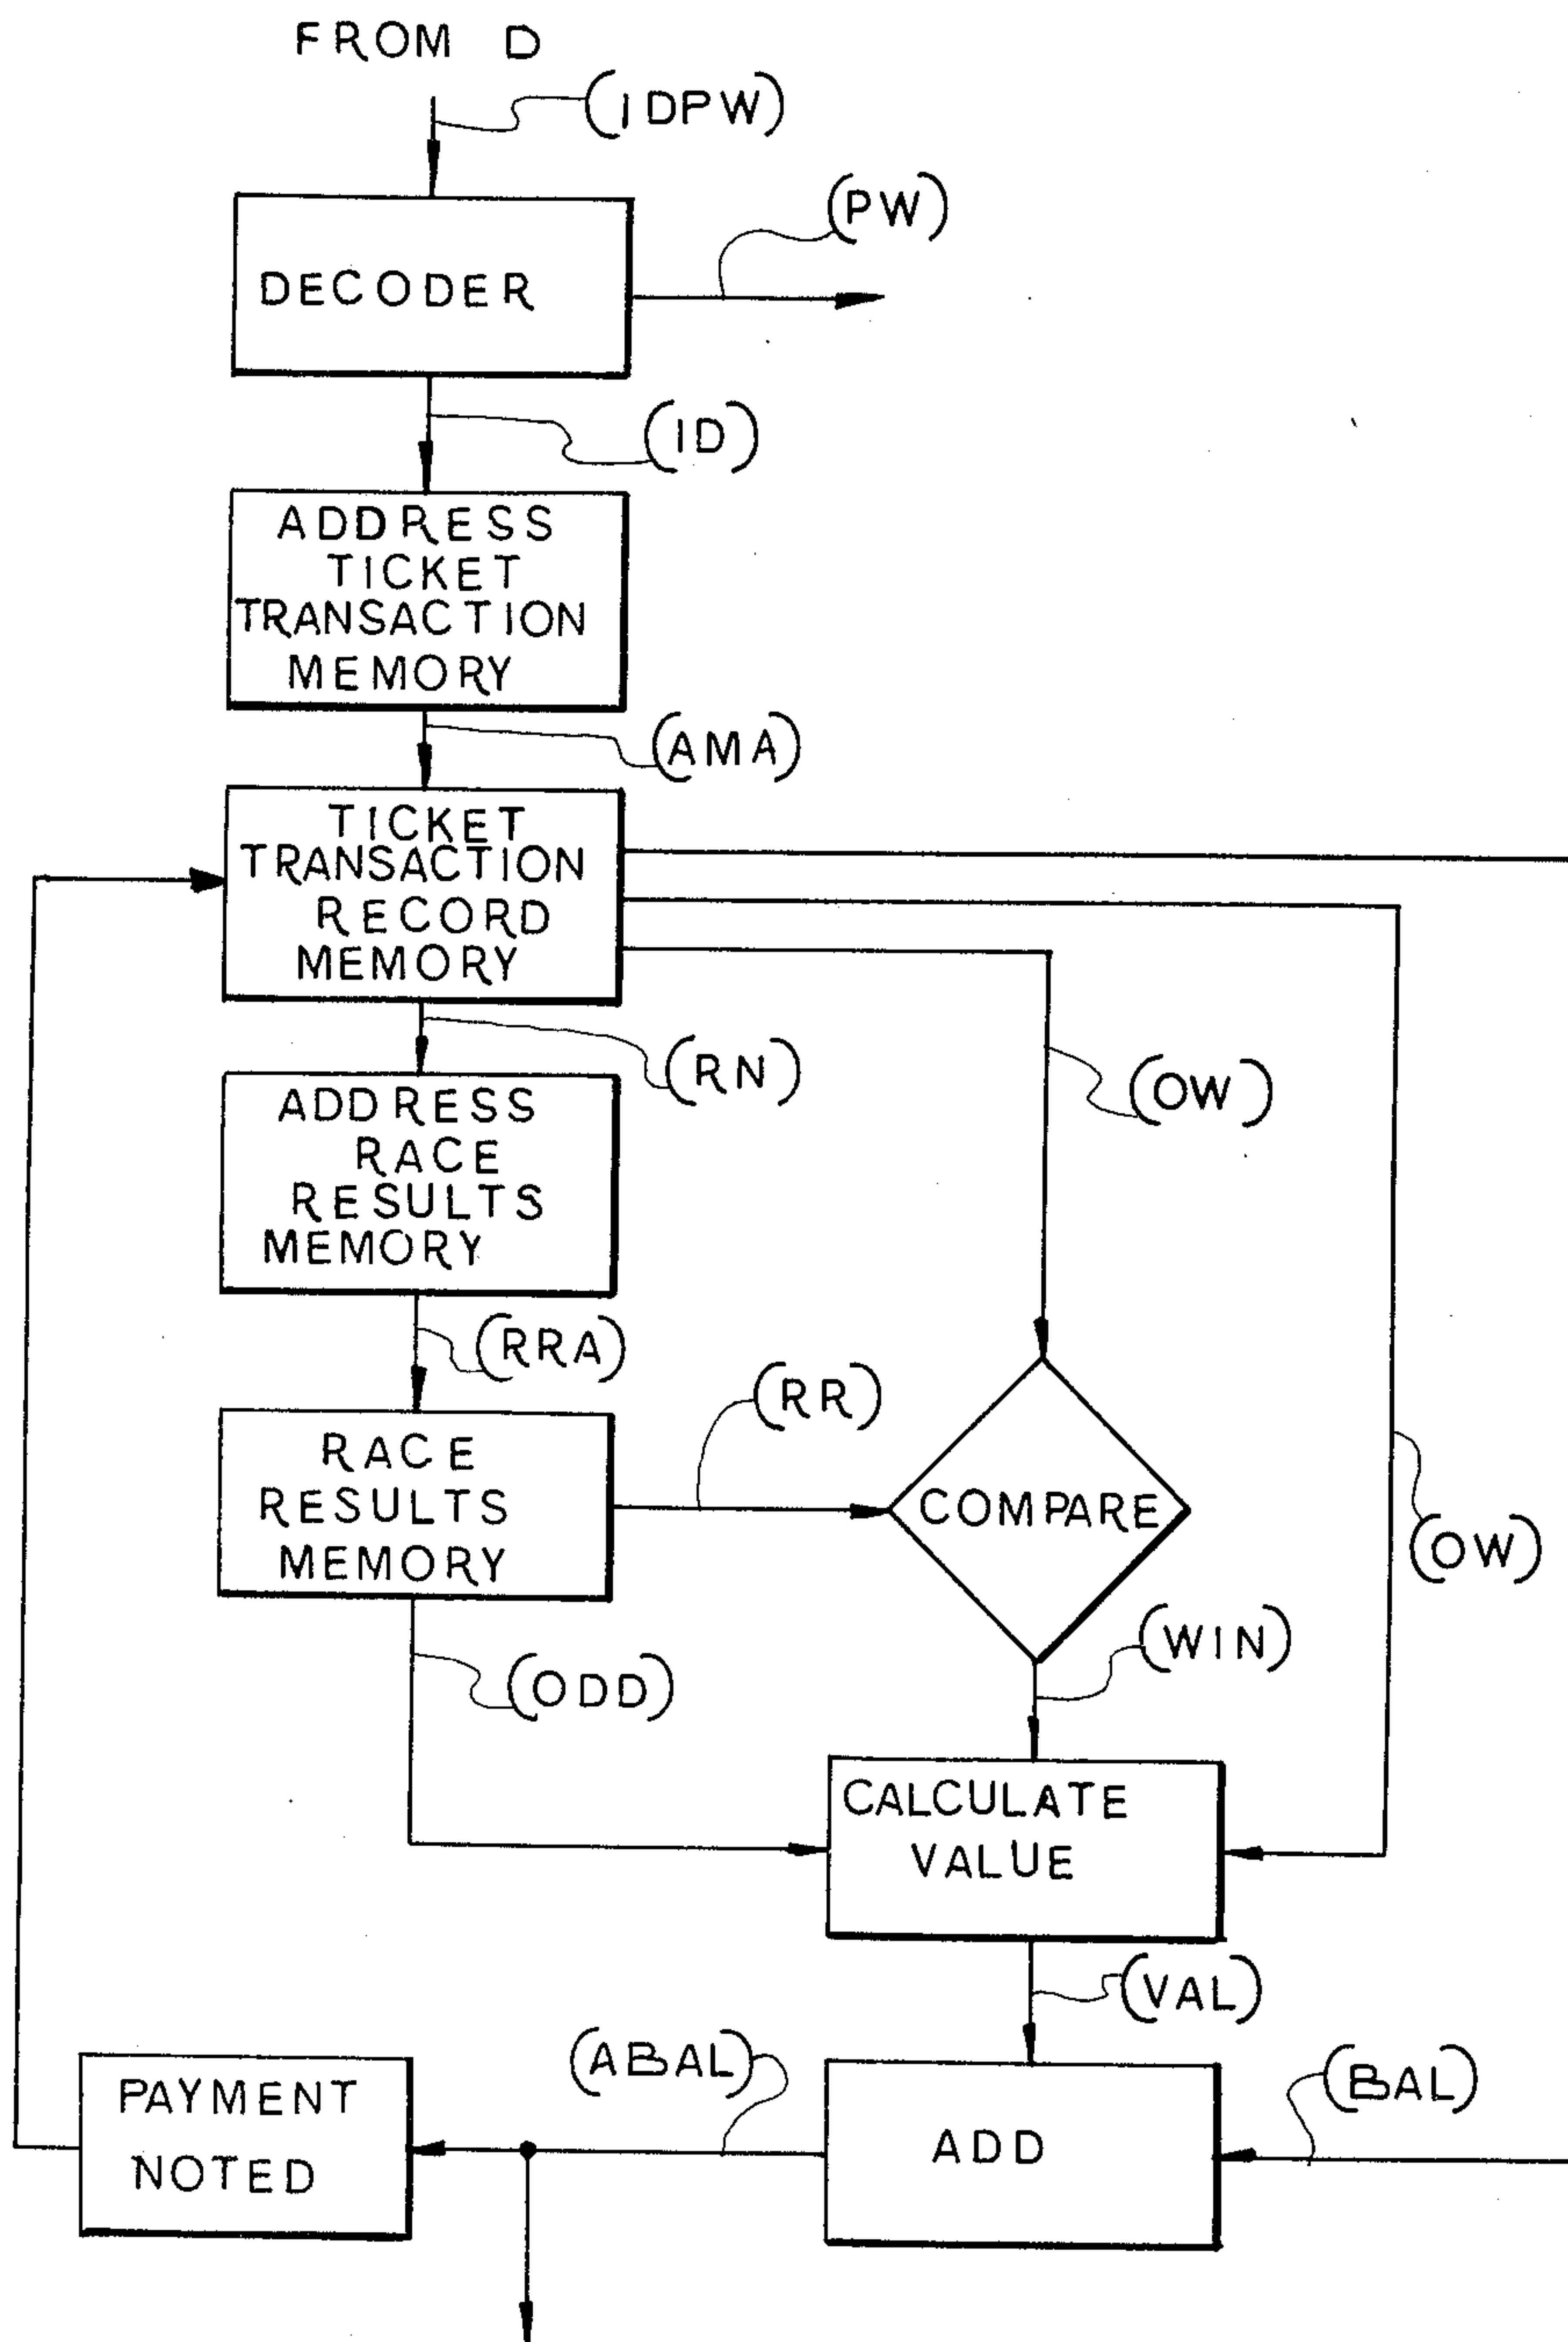 FROM D
(IDPW)
(PW)
DECODER
(ID)
ADDRESS
TICKET
TRANSACTION
MEMORY
(AMA)
TICKET
TRANSACTION
RECORD
MEMORY
(RN)
(OW)
ADDRESS
RACE
RESULTS
MEMORY
(RRA)
(RR)
RACE
RESULTS
MEMORY
COMPARE
(OW)
(WIN)
(ODD)
CALCULATE
VALUE
(VAL)
(ABAL)
(BAL)
PAYMENT
NOTED
ADD